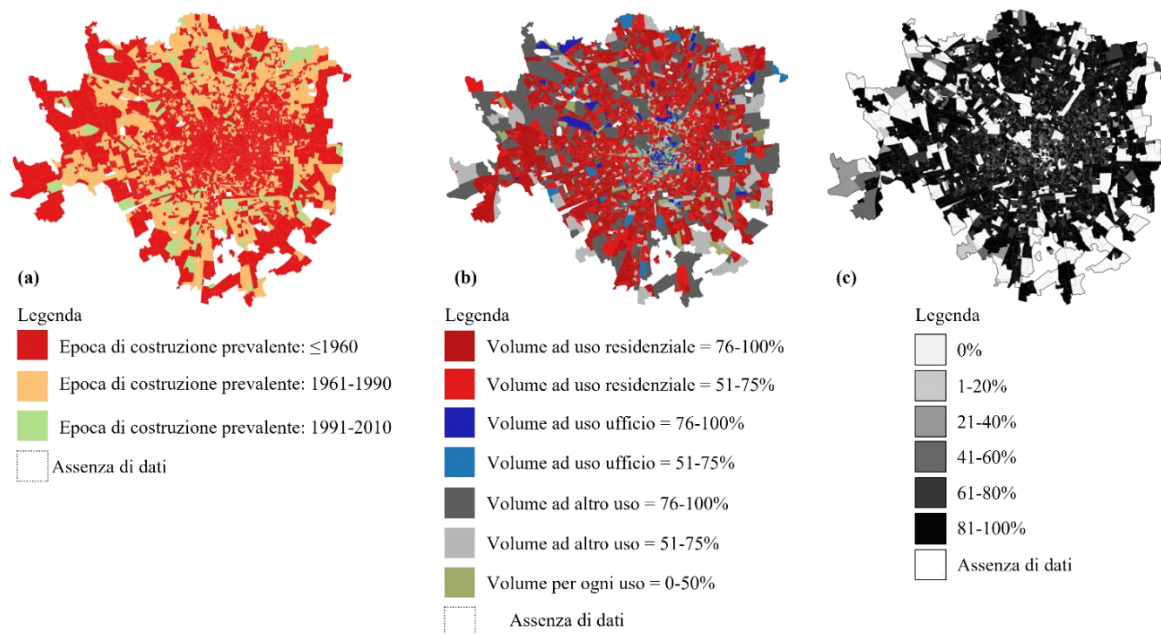 (a)
Legenda
Epoca di costruzione prevalente: ≤1960
Epoca di costruzione prevalente: 1961-1990
Epoca di costruzione prevalente: 1991-2010
Assenza di dati
(b)
Legenda
Volume ad uso residenziale = 76-100%
Volume ad uso residenziale = 51-75%
Volume ad uso ufficio = 76-100%
Volume ad uso ufficio = 51-75%
Volume ad altro uso = 76-100%
Volume ad altro uso = 51-75%
Volume per ogni uso = 0-50%
Assenza di dati
(c)
Legenda
0%
1-20%
21-40%
41-60%
61-80%
81-100%
Assenza di dati